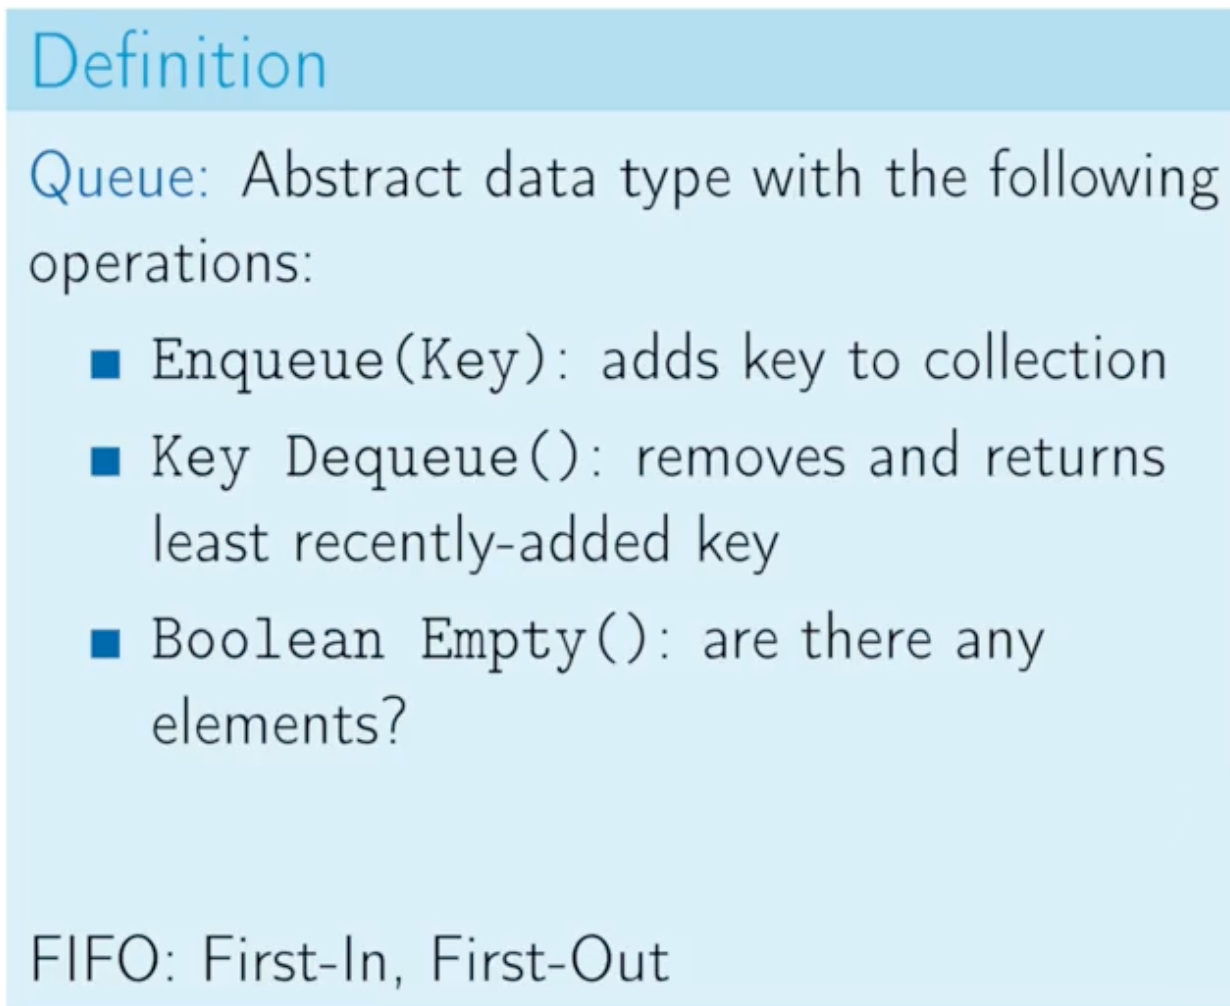 Definition
Queue: Abstract data type with the following
operations:
Enqueue(Key): adds key to collection
Key Dequeue(): removes and returns
least recently-added key
Boolean Empty(): are there any
elements?
FIFO: First-In, First-Out